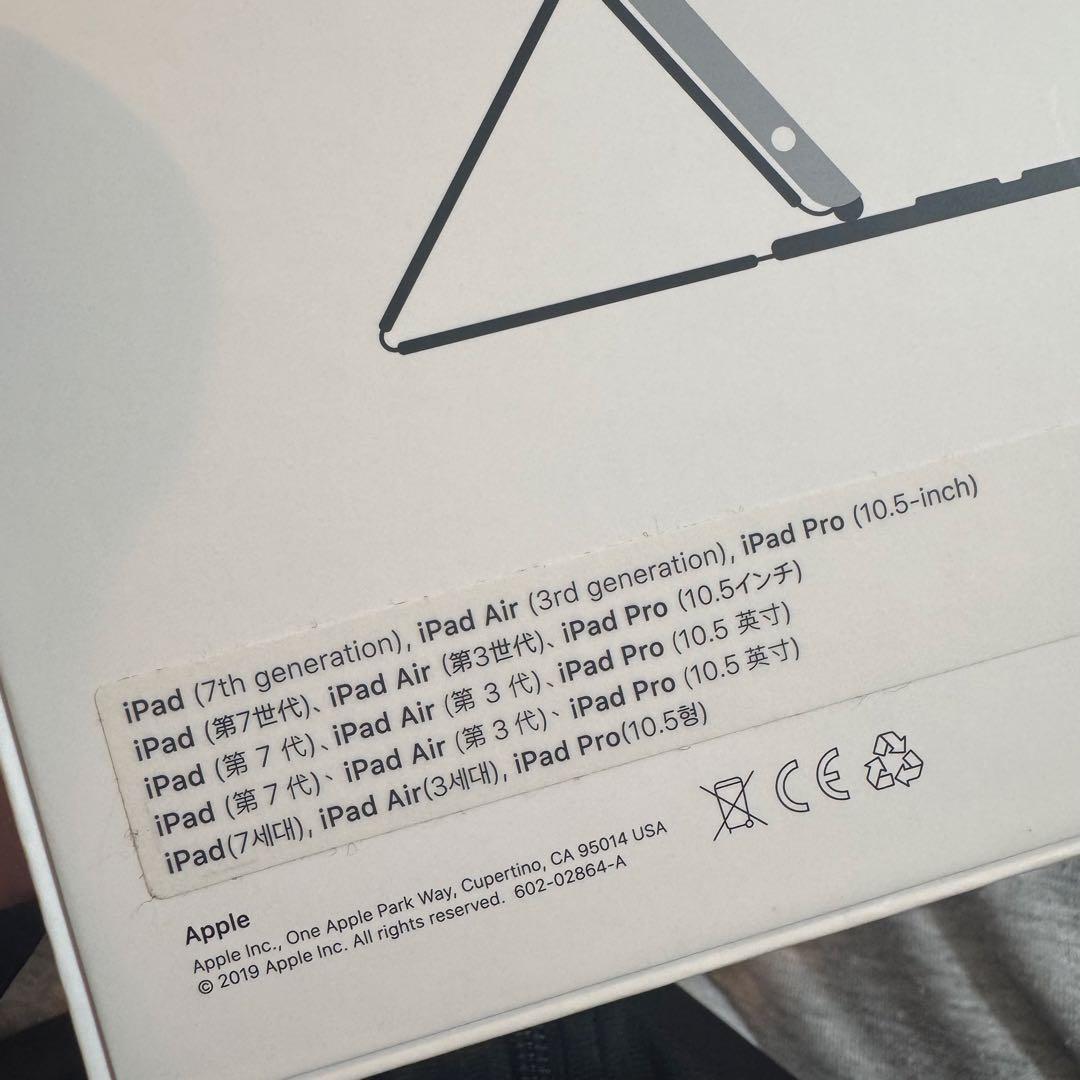 iPad (7th generation), iPad Air (3rd generation), iPad Pro (10.5-inch)
iPad (第7世代)、iPad Air (第3世代)、iPad Pro (10.5インチ)
iPad (第 7 代)、iPad Air (第 3 代)、iPad Pro (10.5 英寸)
iPad (第 7 代)、iPad Air (第 3 代)、iPad Pro (10.5 英寸)
iPad(7세대), iPad Air(3세대), iPad Pro(10.5형)
Apple
Apple Inc., One Apple Park Way, Cupertino, CA 95014 USA
© 2019 Apple Inc. All rights reserved. 602-02864-A
CE